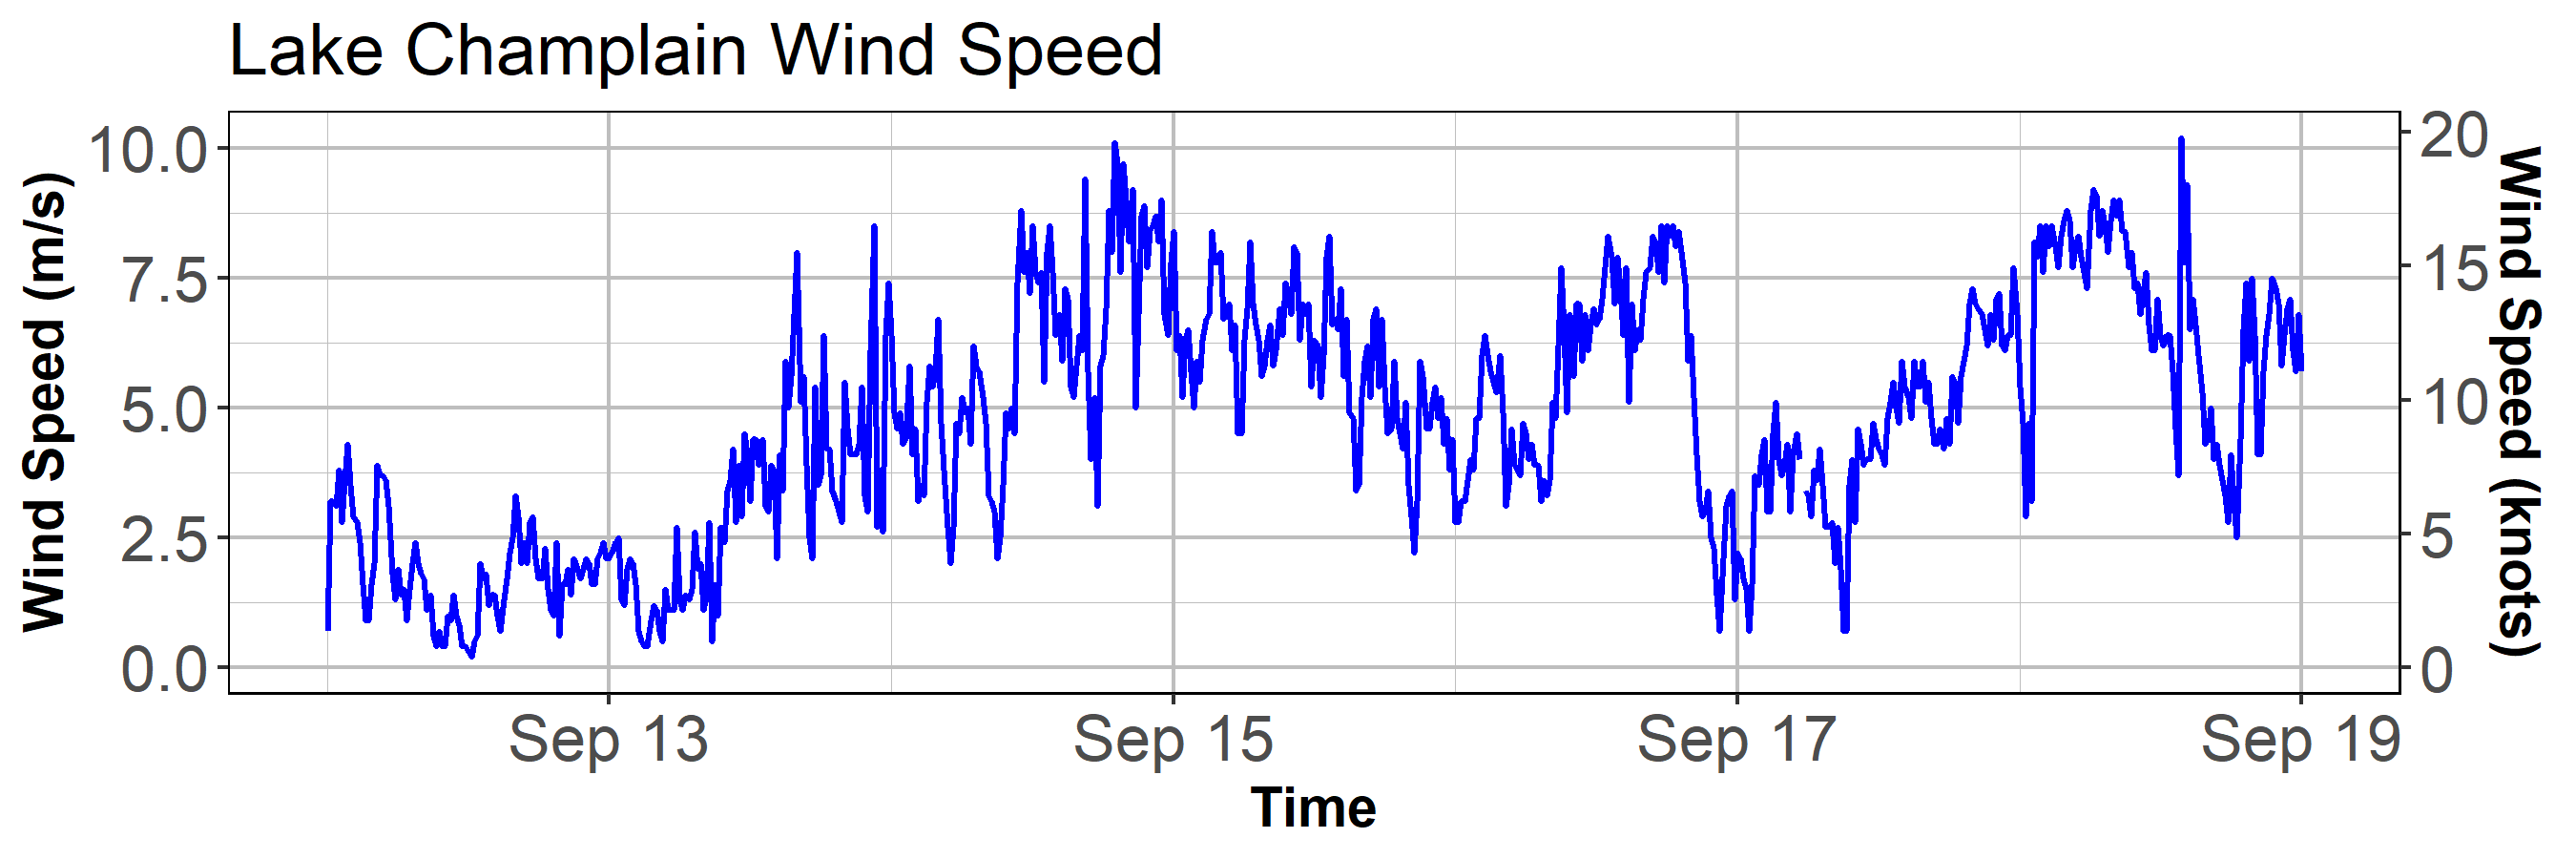 Lake Champlain Wind Speed
Wind Speed (m/s)
10.0
7.5
5.0
2.5
0.0
20
15
10
5
0
Wind Speed (knots)
Sep 13
Sep 15
Sep 17
Sep 19
Time